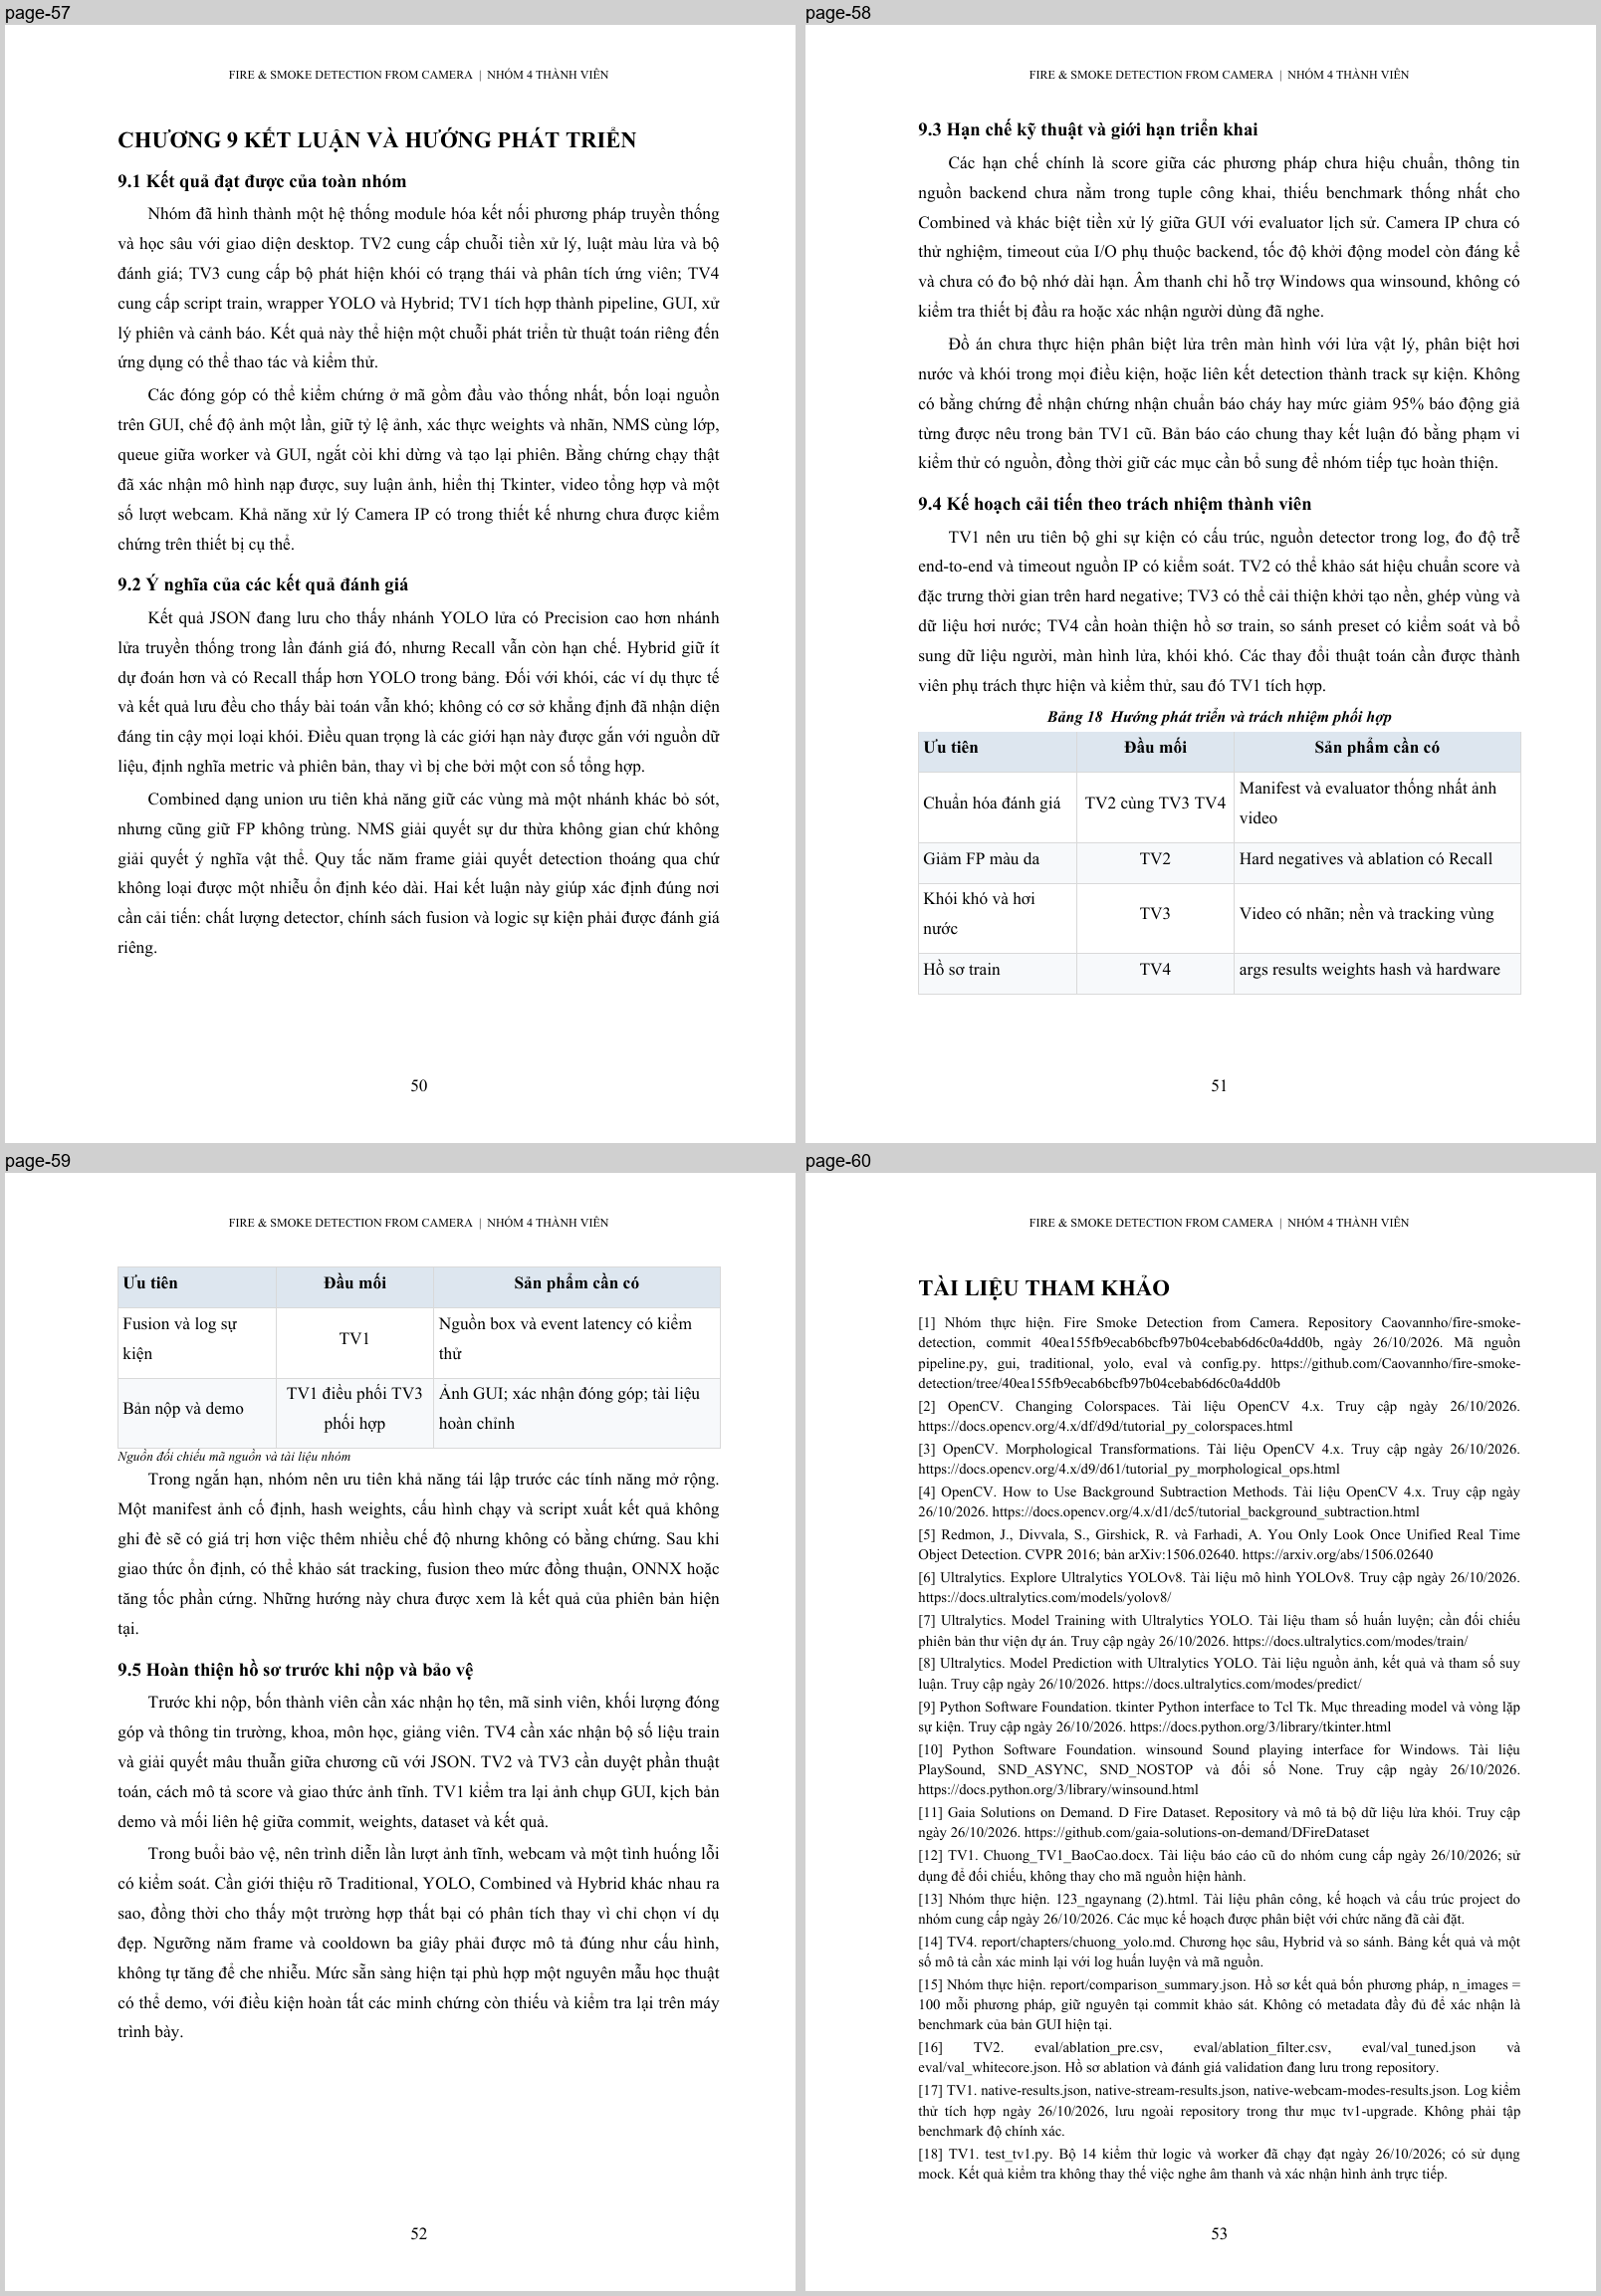 page-57
FIRE & SMOKE DETECTION FROM CAMERA | NHÓM 4 THÀNH VIÊN
CHƯƠNG 9 KẾT LUẬN VÀ HƯỚNG PHÁT TRIỂN
9.1 Kết quả đạt được của toàn nhóm
Nhóm đã hình thành một hệ thống module hóa kết nối phương pháp truyền thống
và học sâu với giao diện desktop. TV2 cung cấp chuỗi tiền xử lý, luật màu lửa và bộ
đánh giá; TV3 cung cấp bộ phát hiện khói có trạng thái và phân tích ứng viên; TV4
cung cấp script train, wrapper YOLO và Hybrid; TV1 tích hợp thành pipeline, GUI, xử
lý phiên và cảnh báo. Kết quả này thể hiện một chuỗi phát triển từ thuật toán riêng đến
ứng dụng có thể thao tác và kiểm thử.
Các đóng góp có thể kiểm chứng ở mã gồm đầu vào thống nhất, bốn loại nguồn
trên GUI, chế độ ảnh một lần, giữ tỷ lệ ảnh, xác thực weights và nhãn, NMS cùng lớp,
queue giữa worker và GUI, ngắt còi khi dừng và tạo lại phiên. Bằng chứng chạy thật
đã xác nhận mô hình nạp được, suy luận ảnh, hiển thị Tkinter, video tổng hợp và một
số lượt webcam. Khả năng xử lý Camera IP có trong thiết kế nhưng chưa được kiểm
chứng trên thiết bị cụ thể.
9.2 Ý nghĩa của các kết quả đánh giá
Kết quả JSON đang lưu cho thấy nhánh YOLO lửa có Precision cao hơn nhánh
lửa truyền thống trong lần đánh giá đó, nhưng Recall vẫn còn hạn chế. Hybrid giữ ít
dự đoán hơn và có Recall thấp hơn YOLO trong bảng. Đối với khói, các ví dụ thực tế
và kết quả lưu đều cho thấy bài toán vẫn khó; không có cơ sở khẳng định đã nhận diện
đáng tin cậy mọi loại khói. Điều quan trọng là các giới hạn này được gắn với nguồn dữ
liệu, định nghĩa metric và phiên bản, thay vì bị che bởi một con số tổng hợp.
Combined dạng union ưu tiên khả năng giữ các vùng mà một nhánh khác bỏ sót,
nhưng cũng giữ FP không trùng. NMS giải quyết sự dư thừa không gian chứ không
giải quyết ý nghĩa vật thể. Quy tắc năm frame giải quyết detection thoáng qua chứ
không loại được một nhiễu ổn định kéo dài. Hai kết luận này giúp xác định đúng nơi
cần cải tiến: chất lượng detector, chính sách fusion và logic sự kiện phải được đánh giá
riêng.
50
page-58
FIRE & SMOKE DETECTION FROM CAMERA | NHÓM 4 THÀNH VIÊN
9.3 Hạn chế kỹ thuật và giới hạn triển khai
Các hạn chế chính là score giữa các phương pháp chưa hiệu chuẩn, thông tin
nguồn backend chưa nằm trong tuple công khai, thiếu benchmark thống nhất cho
Combined và khác biệt tiền xử lý giữa GUI với evaluator lịch sử. Camera IP chưa có
thử nghiệm, timeout của I/O phụ thuộc backend, tốc độ khởi động model còn đáng kể
và chưa có đo bộ nhớ dài hạn. Âm thanh chỉ hỗ trợ Windows qua winsound, không có
kiểm tra thiết bị đầu ra hoặc xác nhận người dùng đã nghe.
Đồ án chưa thực hiện phân biệt lửa trên màn hình với lửa vật lý, phân biệt hơi
nước và khói trong mọi điều kiện, hoặc liên kết detection thành track sự kiện. Không
có bằng chứng để nhận chứng nhận chuẩn báo cháy hay mức giảm 95% báo động giả
từng được nêu trong bản TV1 cũ. Bản báo cáo chung thay kết luận đó bằng phạm vi
kiểm thử có nguồn, đồng thời giữ các mục cần bổ sung để nhóm tiếp tục hoàn thiện.
9.4 Kế hoạch cải tiến theo trách nhiệm thành viên
TV1 nên ưu tiên bộ ghi sự kiện có cấu trúc, nguồn detector trong log, đo độ trễ
end-to-end và timeout nguồn IP có kiểm soát. TV2 có thể khảo sát hiệu chuẩn score và
đặc trưng thời gian trên hard negative; TV3 có thể cải thiện khởi tạo nền, ghép vùng và
dữ liệu hơi nước; TV4 cần hoàn thiện hồ sơ train, so sánh preset có kiểm soát và bổ
sung dữ liệu người, màn hình lửa, khói khó. Các thay đổi thuật toán cần được thành
viên phụ trách thực hiện và kiểm thử, sau đó TV1 tích hợp.
Bảng 18 Hướng phát triển và trách nhiệm phối hợp
Ưu tiên Đầu mối Sản phẩm cần có
Chuẩn hóa đánh giá TV2 cùng TV3 TV4 Manifest và evaluator thống nhất ảnh
video
Giảm FP màu da TV2 Hard negatives và ablation có Recall
Khói khó và hơi
nước TV3 Video có nhãn; nền và tracking vùng
Hồ sơ train TV4 args results weights hash và hardware
51
page-59
FIRE & SMOKE DETECTION FROM CAMERA | NHÓM 4 THÀNH VIÊN
Ưu tiên Đầu mối Sản phẩm cần có
Fusion và log sự
kiện TV1 Nguồn box và event latency có kiểm
thử
Bản nộp và demo TV1 điều phối TV3
phối hợp Ảnh GUI; xác nhận đóng góp; tài liệu
hoàn chỉnh
Nguồn đối chiếu mã nguồn và tài liệu nhóm
Trong ngắn hạn, nhóm nên ưu tiên khả năng tái lập trước các tính năng mở rộng.
Một manifest ảnh cố định, hash weights, cấu hình chạy và script xuất kết quả không
ghi đè sẽ có giá trị hơn việc thêm nhiều chế độ nhưng không có bằng chứng. Sau khi
giao thức ổn định, có thể khảo sát tracking, fusion theo mức đồng thuận, ONNX hoặc
tăng tốc phần cứng. Những hướng này chưa được xem là kết quả của phiên bản hiện
tại.
9.5 Hoàn thiện hồ sơ trước khi nộp và bảo vệ
Trước khi nộp, bốn thành viên cần xác nhận họ tên, mã sinh viên, khối lượng đóng
góp và thông tin trường, khoa, môn học, giảng viên. TV4 cần xác nhận bộ số liệu train
và giải quyết mâu thuẫn giữa chương cũ với JSON. TV2 và TV3 cần duyệt phần thuật
toán, cách mô tả score và giao thức ảnh tĩnh. TV1 kiểm tra lại ảnh chụp GUI, kịch bản
demo và mối liên hệ giữa commit, weights, dataset và kết quả.
Trong buổi bảo vệ, nên trình diễn lần lượt ảnh tĩnh, webcam và một tình huống lỗi
có kiểm soát. Cần giới thiệu rõ Traditional, YOLO, Combined và Hybrid khác nhau ra
sao, đồng thời cho thấy một trường hợp thất bại có phân tích thay vì chỉ chọn ví dụ
đẹp. Ngưỡng năm frame và cooldown ba giây phải được mô tả đúng như cấu hình,
không tự tăng để che nhiễu. Mức sẵn sàng hiện tại phù hợp một nguyên mẫu học thuật
có thể demo, với điều kiện hoàn tất các minh chứng còn thiếu và kiểm tra lại trên máy
trình bày.
52
page-60
FIRE & SMOKE DETECTION FROM CAMERA | NHÓM 4 THÀNH VIÊN
TÀI LIỆU THAM KHẢO
[1] Nhóm thực hiện. Fire Smoke Detection from Camera. Repository Caovannho/fire-smoke-
detection, commit 40ea155fb9ecab6bcfb97b04cebab6d6c0a4dd0b, ngày 26/10/2026. Mã nguồn
pipeline.py, gui, traditional, yolo, eval và config.py. https://github.com/Caovannho/fire-smoke-
detection/tree/40ea155fb9ecab6bcfb97b04cebab6d6c0a4dd0b
[2] OpenCV. Changing Colorspaces. Tài liệu OpenCV 4.x. Truy cập ngày 26/10/2026.
https://docs.opencv.org/4.x/df/d9d/tutorial_py_colorspaces.html
[3] OpenCV. Morphological Transformations. Tài liệu OpenCV 4.x. Truy cập ngày 26/10/2026.
https://docs.opencv.org/4.x/d9/d61/tutorial_py_morphological_ops.html
[4] OpenCV. How to Use Background Subtraction Methods. Tài liệu OpenCV 4.x. Truy cập ngày
26/10/2026. https://docs.opencv.org/4.x/d1/dc5/tutorial_background_subtraction.html
[5] Redmon, J., Divvala, S., Girshick, R. và Farhadi, A. You Only Look Once Unified Real Time
Object Detection. CVPR 2016; bản arXiv:1506.02640. https://arxiv.org/abs/1506.02640
[6] Ultralytics. Explore Ultralytics YOLOv8. Tài liệu mô hình YOLOv8. Truy cập ngày 26/10/2026.
https://docs.ultralytics.com/models/yolov8/
[7] Ultralytics. Model Training with Ultralytics YOLO. Tài liệu tham số huấn luyện; cần đối chiếu
phiên bản thư viện dự án. Truy cập ngày 26/10/2026. https://docs.ultralytics.com/modes/train/
[8] Ultralytics. Model Prediction with Ultralytics YOLO. Tài liệu nguồn ảnh, kết quả và tham số suy
luận. Truy cập ngày 26/10/2026. https://docs.ultralytics.com/modes/predict/
[9] Python Software Foundation. tkinter Python interface to Tcl Tk. Mục threading model và vòng lặp
sự kiện. Truy cập ngày 26/10/2026. https://docs.python.org/3/library/tkinter.html
[10] Python Software Foundation. winsound Sound playing interface for Windows. Tài liệu
PlaySound, SND_ASYNC, SND_NOSTOP và đối số None. Truy cập ngày 26/10/2026.
https://docs.python.org/3/library/winsound.html
[11] Gaia Solutions on Demand. D Fire Dataset. Repository và mô tả bộ dữ liệu lửa khói. Truy cập
ngày 26/10/2026. https://github.com/gaia-solutions-on-demand/DFireDataset
[12] TV1. Chuong_TV1_BaoCao.docx. Tài liệu báo cáo cũ do nhóm cung cấp ngày 26/10/2026; sử
dụng để đối chiếu, không thay cho mã nguồn hiện hành.
[13] Nhóm thực hiện. 123_ngaynang (2).html. Tài liệu phân công, kế hoạch và cấu trúc project do
nhóm cung cấp ngày 26/10/2026. Các mục kế hoạch được phân biệt với chức năng đã cài đặt.
[14] TV4. report/chapters/chuong_yolo.md. Chương học sâu, Hybrid và so sánh. Bảng kết quả và một
số mô tả cần xác minh lại với log huấn luyện và mã nguồn.
[15] Nhóm thực hiện. report/comparison_summary.json. Hồ sơ kết quả bốn phương pháp, n_images =
100 mỗi phương pháp, giữ nguyên tại commit khảo sát. Không có metadata đầy đủ để xác nhận là
benchmark của bản GUI hiện tại.
[16] TV2. eval/ablation_pre.csv, eval/ablation_filter.csv, eval/val_tuned.json và
eval/val_whitecore.json. Hồ sơ ablation và đánh giá validation đang lưu trong repository.
[17] TV1. native-results.json, native-stream-results.json, native-webcam-modes-results.json. Log kiểm
thử tích hợp ngày 26/10/2026, lưu ngoài repository trong thư mục tv1-upgrade. Không phải tập
benchmark độ chính xác.
[18] TV1. test_tv1.py. Bộ 14 kiểm thử logic và worker đã chạy đạt ngày 26/10/2026; có sử dụng
mock. Kết quả kiểm tra không thay thế việc nghe âm thanh và xác nhận hình ảnh trực tiếp.
53